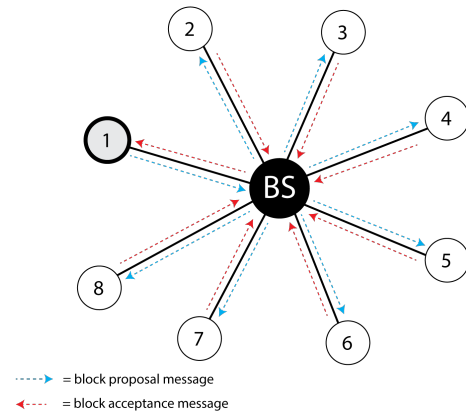 2
3
4
1
BS
5
8
7
6
= block proposal message
= block acceptance message